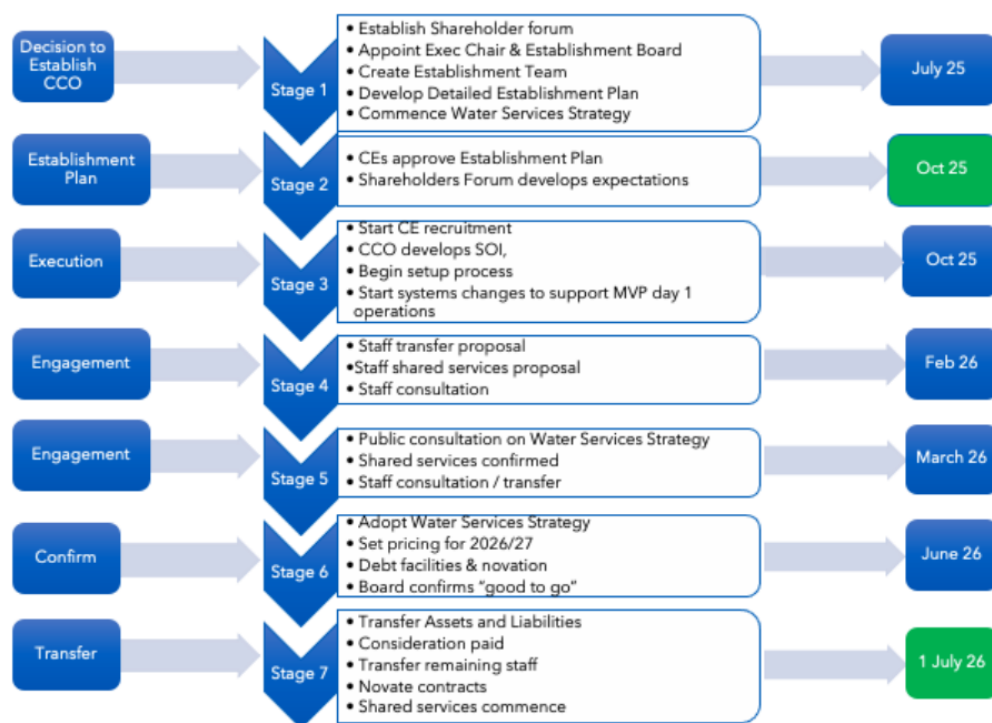 Decision to
Establish
CCO
Stage 1
• Establish Shareholder forum
• Appoint Exec Chair & Establishment Board
• Create Establishment Team
• Develop Detailed Establishment Plan
• Commence Water Services Strategy
July 25
Establishment
Plan
Stage 2
• CEs approve Establishment Plan
• Shareholders Forum develops expectations
Oct 25
Execution
Stage 3
• Start CE recruitment
• CCO develops SOI,
• Begin setup process
• Start systems changes to support MVP day 1
operations
Oct 25
Engagement
Stage 4
• Staff transfer proposal
•Staff shared services proposal
• Staff consultation
Feb 26
Engagement
Stage 5
• Public consultation on Water Services Strategy
• Shared services confirmed
• Staff consultation / transfer
March 26
Confirm
Stage 6
• Adopt Water Services Strategy
• Set pricing for 2026/27
• Debt facilities & novation
• Board confirms “good to go”
June 26
Transfer
Stage 7
• Transfer Assets and Liabilities
• Consideration paid
• Transfer remaining staff
• Novate contracts
• Shared services commence
1 July 26